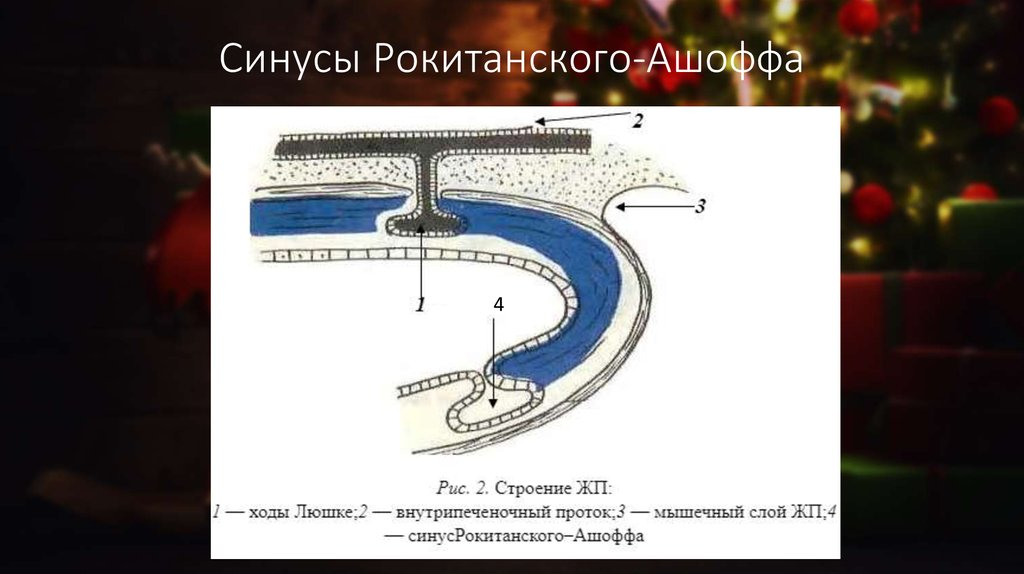 Синусы Рокитанского-Ашоффа
2
3
1
4
Рис. 2. Строение ЖП:
1 — ходы Люшке;2 — внутрипеченочный проток;3 — мышечный слой ЖП;4
— синусРокитанского–Ашоффа